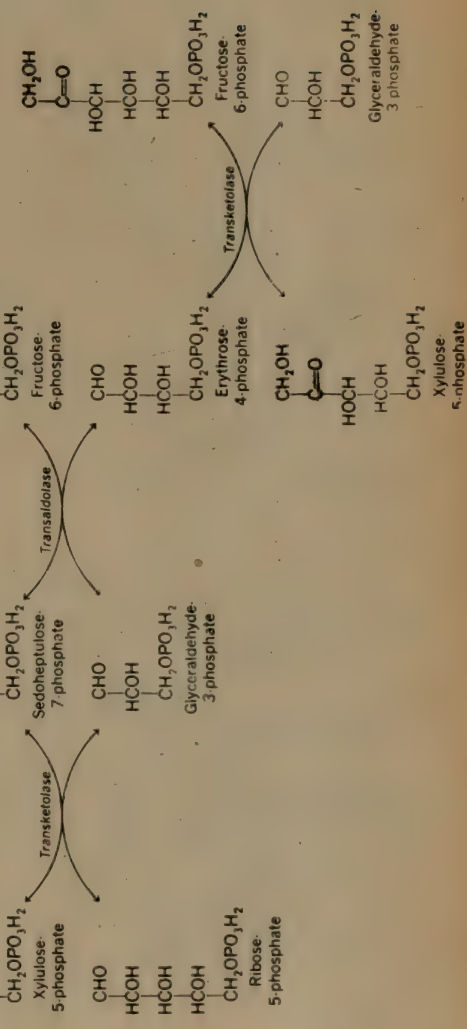 CH₂OPO₃H₂
Xylulose-
5-phosphate
CHO
HCOH
HCOH
HCOH
CH₂OPO₃H₂
Ribose-
5-phosphate
Transketolase
CH₂OPO₃H₂
Sedoheptulose-
7-phosphate
CHO
HCOH
CH₂OPO₃H₂
Glyceraldehyde-
3-phosphate
Transaldolase
CH₂OPO₃H₂
Fructose-
6-phosphate
CHO
HCOH
HCOH
CH₂OPO₃H₂
Erythrose-
4-phosphate
CH₂OH
C=O
HOCH
HCOH
CH₂OPO₃H₂
Xylulose
5-phosphate
Transketolase
CH₂OH
C=O
HOCH
HCOH
HCOH
CH₂OPO₃H₂
Fructose-
6-phosphate
CHO
HCOH
CH₂OPO₃H₂
Glyceraldehyde-
3 phosphate